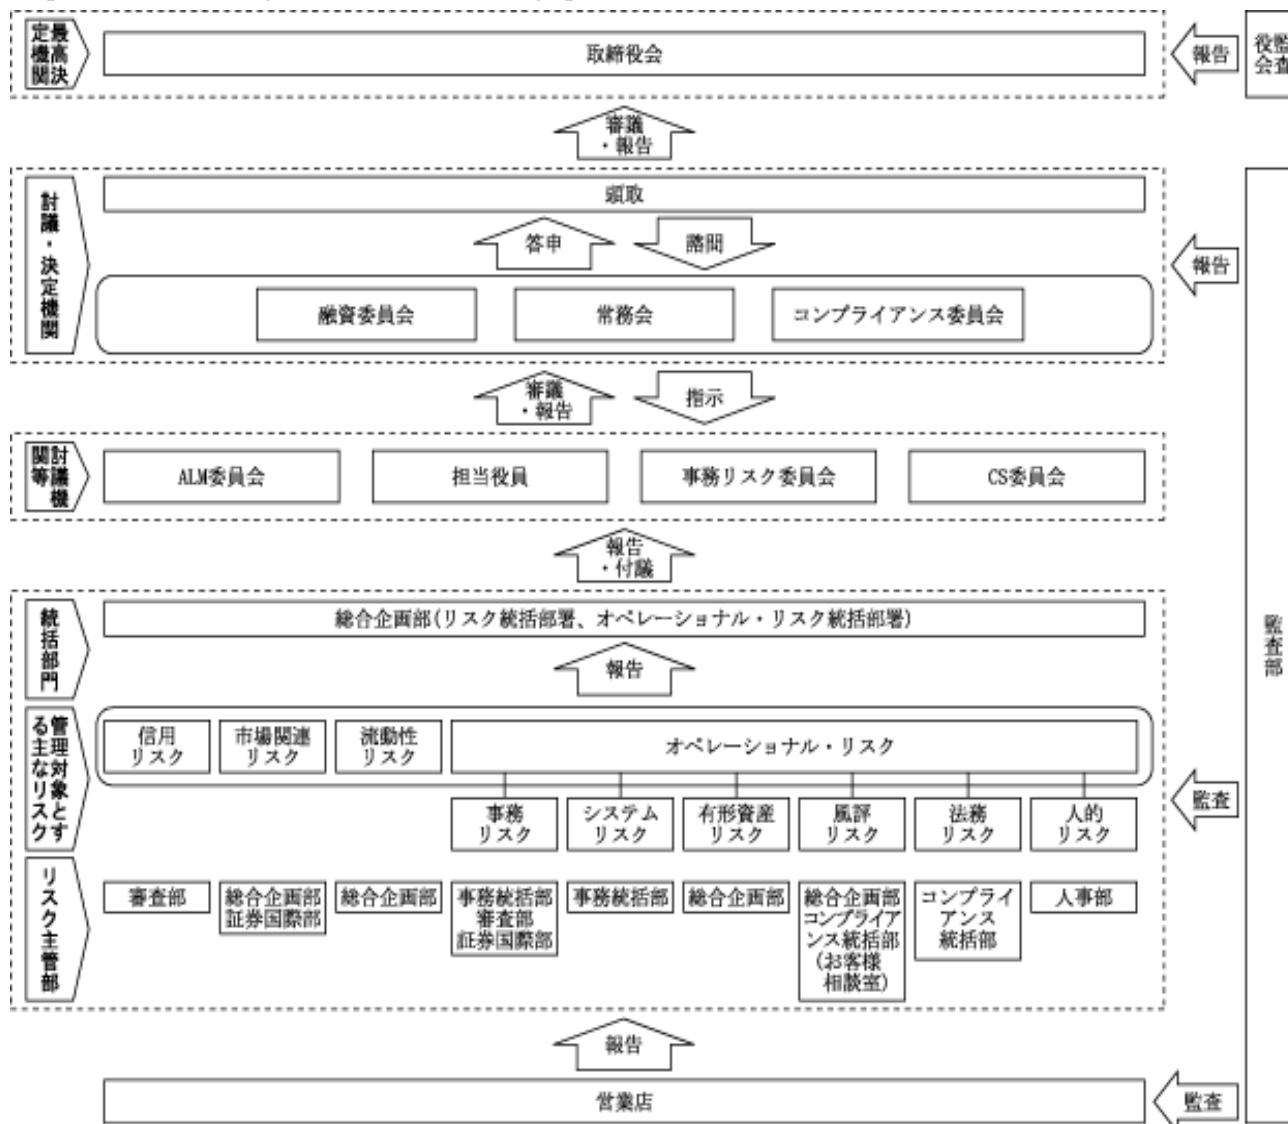 最高決定機関
取締役会
報告
監査役会
審議
・報告
討議・決定機関
頭取
答申
諮問
融資委員会
常務会
コンプライアンス委員会
報告
審議
・報告
指示
討議機関等
ALM委員会
担当役員
事務リスク委員会
CS委員会
報告
・付議
統括部門
総合企画部(リスク統括部署、オペレーショナル・リスク統括部署)
報告
監査部
管理対象とする主なリスク
信用
リスク
市場関連
リスク
流動性
リスク
オペレーショナル・リスク
事務
リスク
システム
リスク
有形資産
リスク
風評
リスク
法務
リスク
人的
リスク
監査
リスク主管部
審査部
総合企画部
証券国際部
総合企画部
事務統括部
審査部
証券国際部
事務統括部
総合企画部
総合企画部
コンプライア
ンス統括部
(お客様
相談室)
コンプライ
アンス
統括部
人事部
報告
営業店
監査